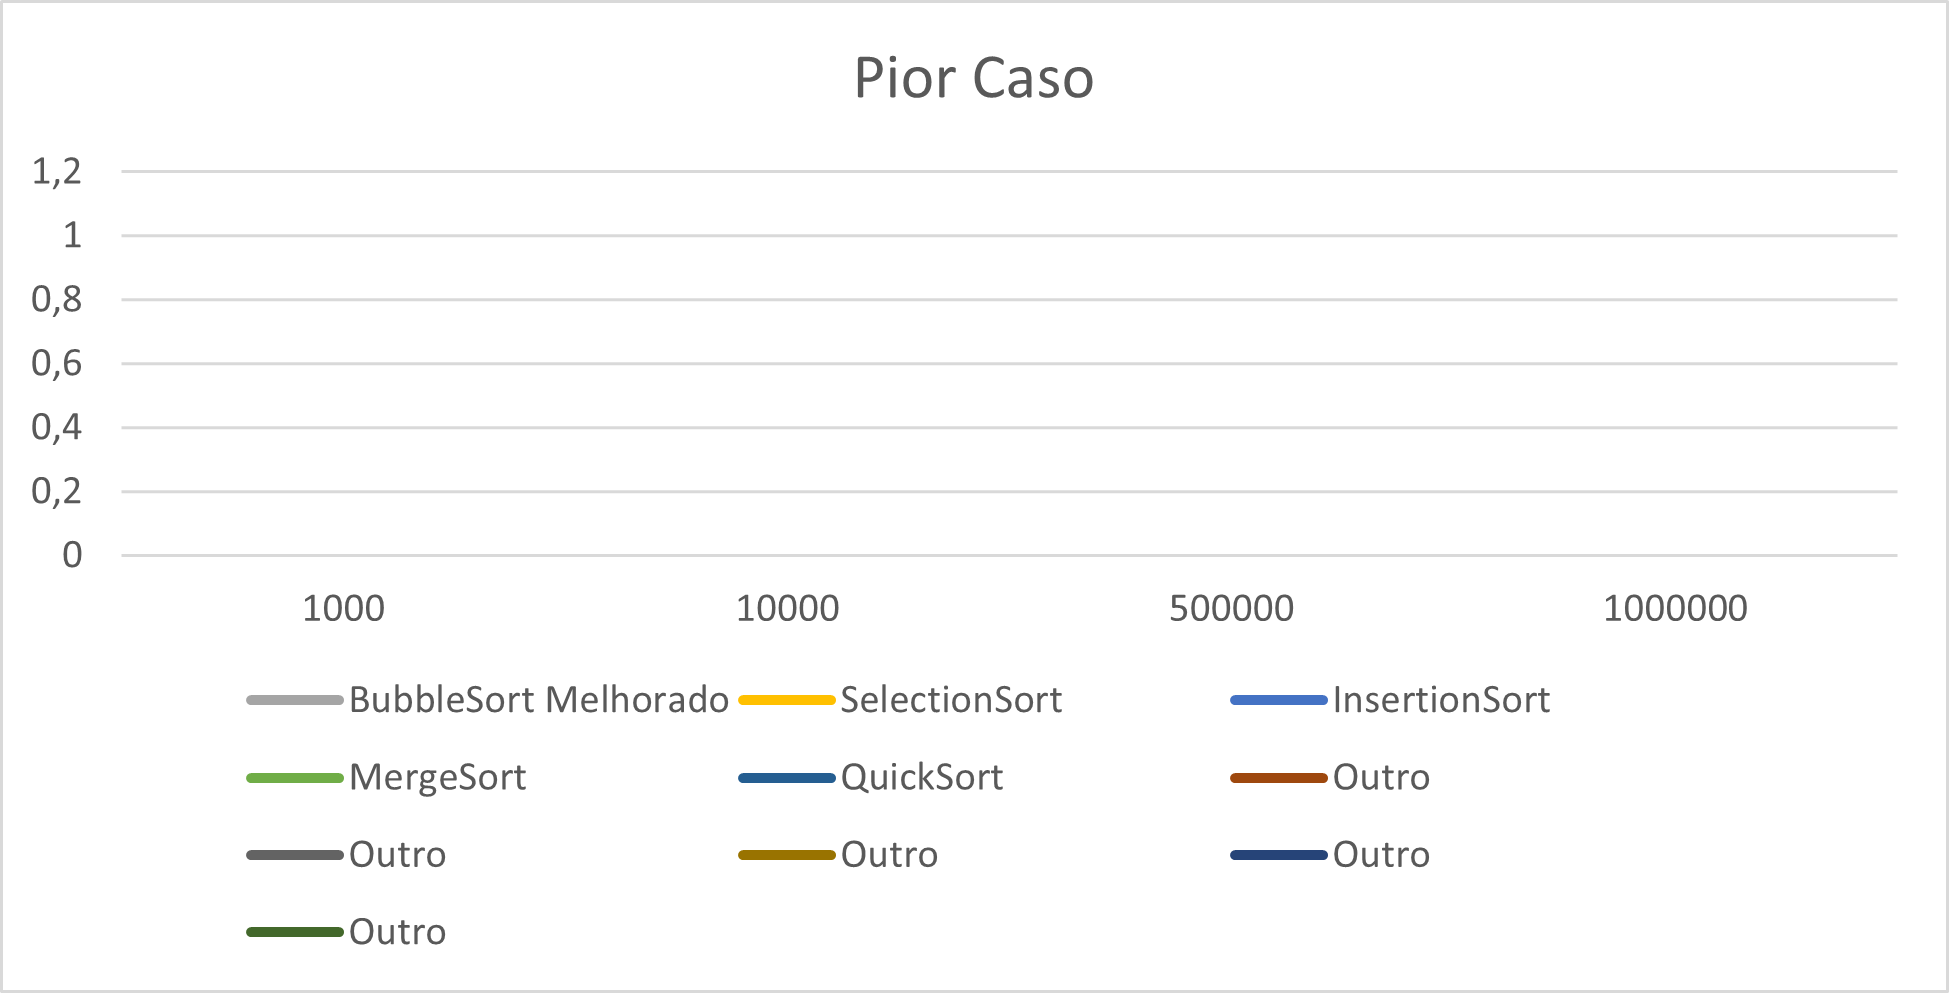 Pior Caso
1,2
1
0,8
0,6
0,4
0,2
0
1000 10000 500000 1000000
BubbleSort Melhorado SelectionSort InsertionSort
MergeSort QuickSort Outro
Outro Outro Outro
Outro